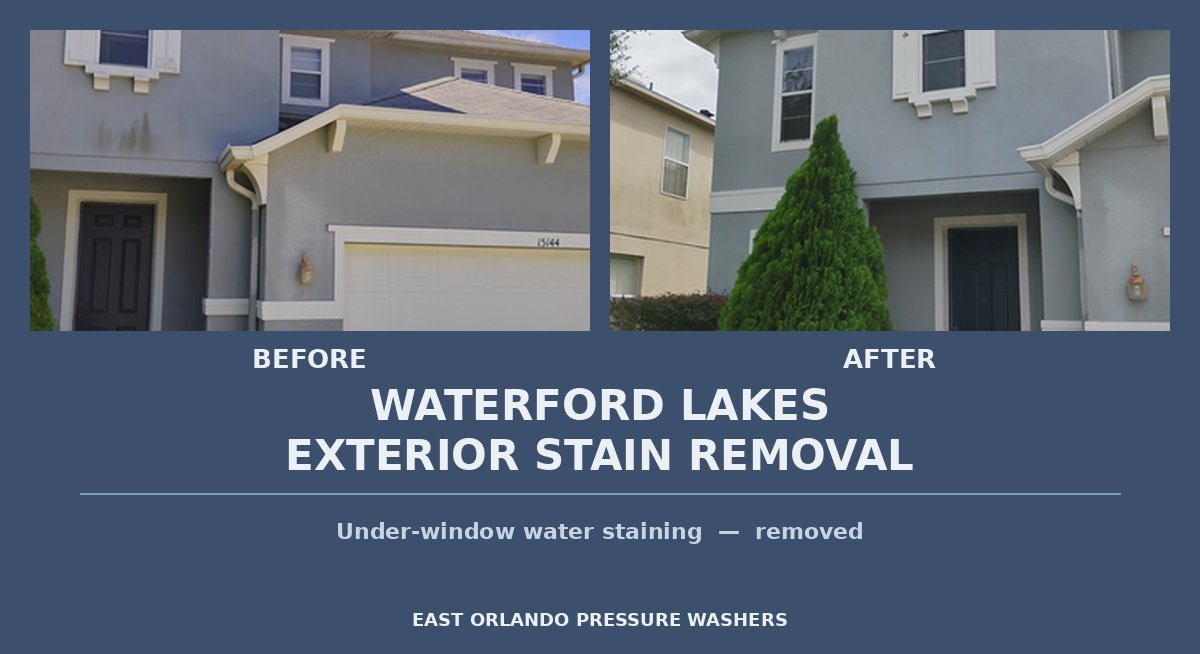 15144
BEFORE
AFTER
WATERFORD LAKES
EXTERIOR STAIN REMOVAL
Under-window water staining — removed
EAST ORLANDO PRESSURE WASHERS